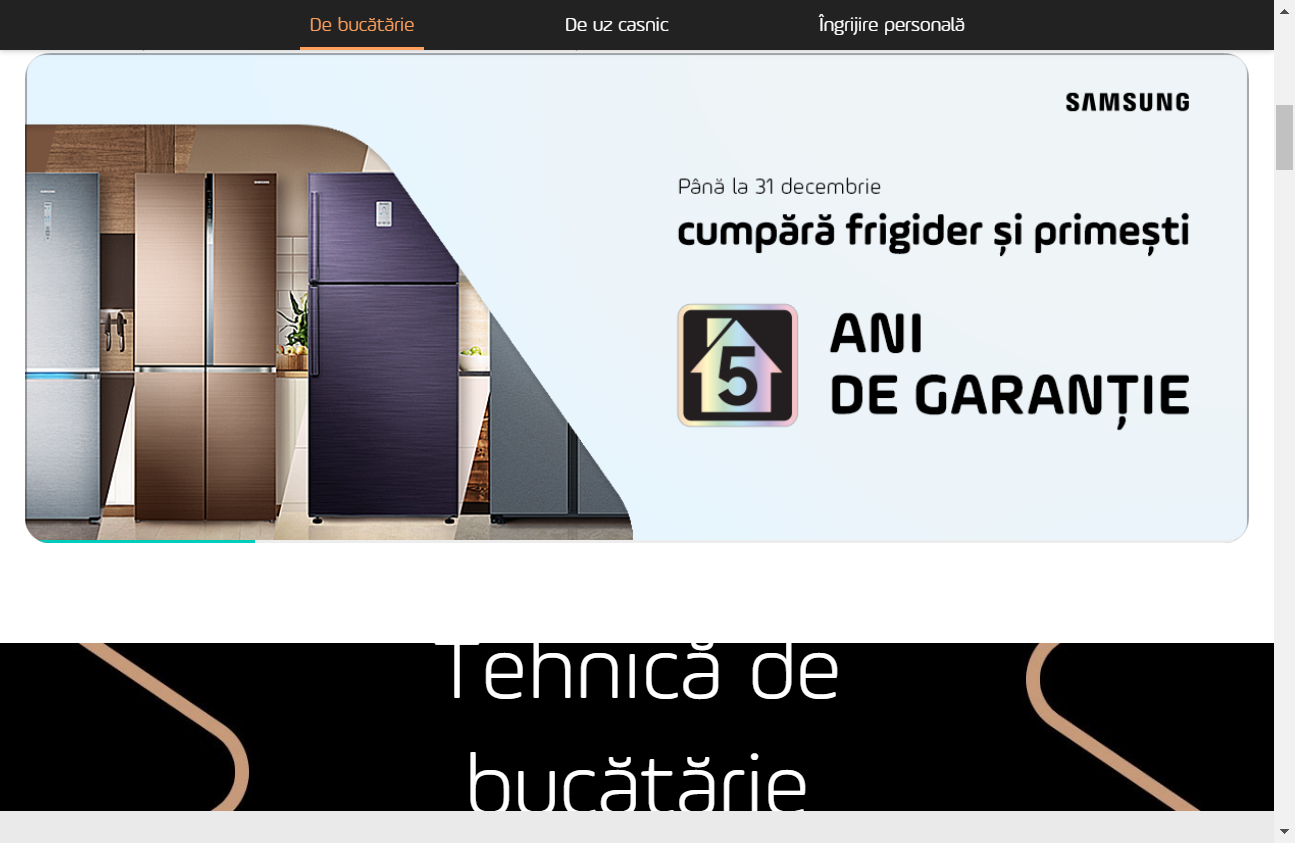 De bucătărie
De uz casnic
Îngrijire personală
SAMSUNG
Până la 31 decembrie
cumpără frigider și primești
5
ANI
DE GARANȚIE
Tehnică de
bucătărie